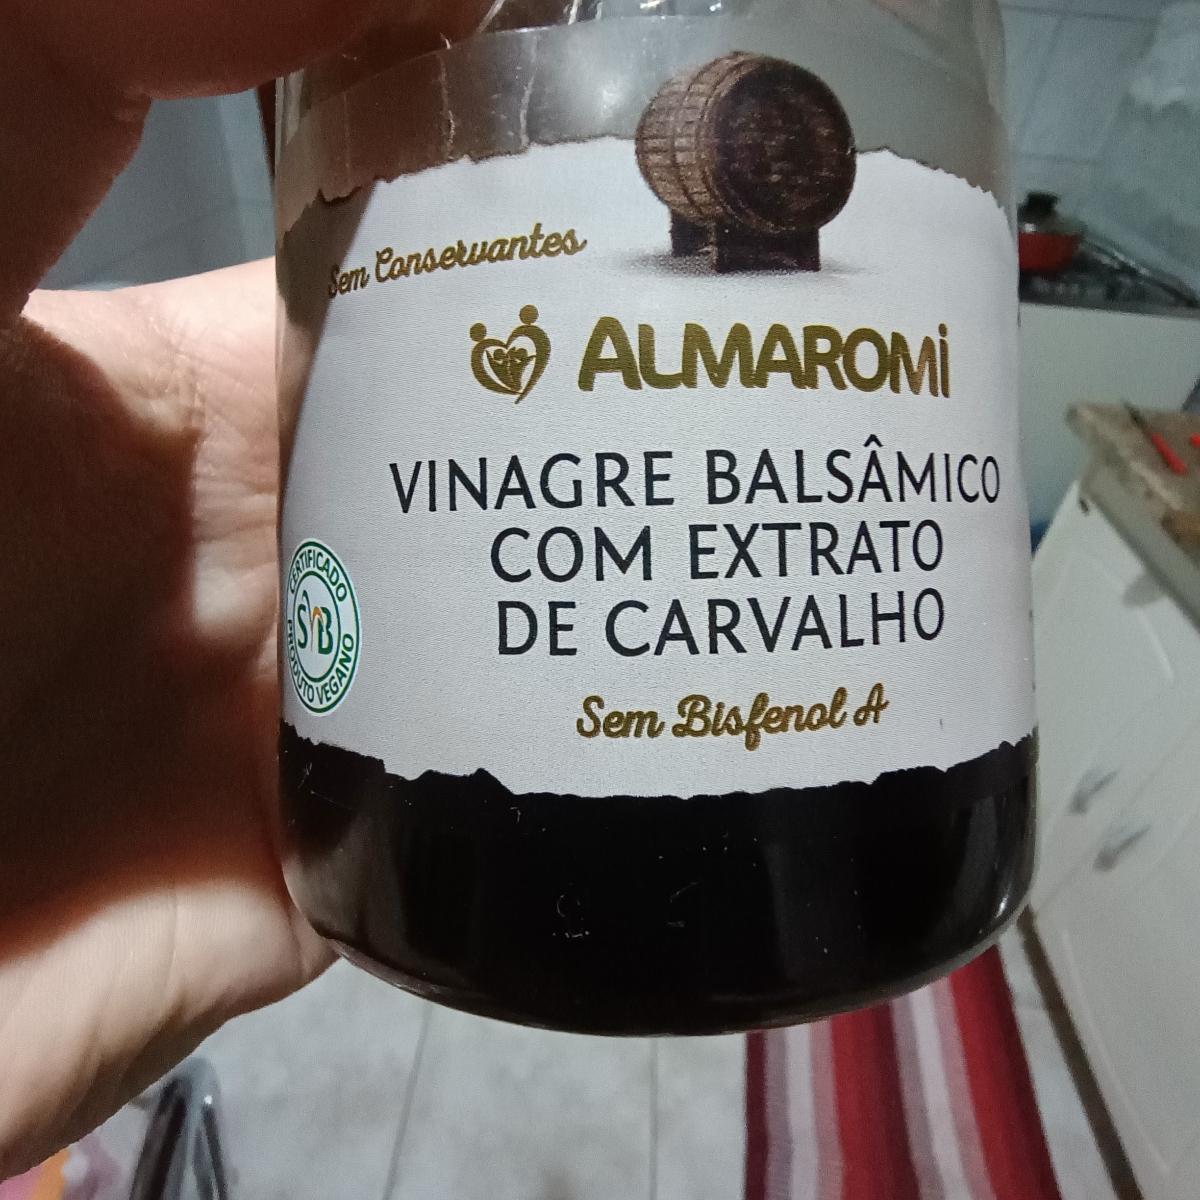 Sem Conservantes
ALMAROMi
VINAGRE BALSÂMICO
COM EXTRATO
DE CARVALHO
CERTIFICADO
SVB
PRODUTO VEGANO
Sem Bisfenol A